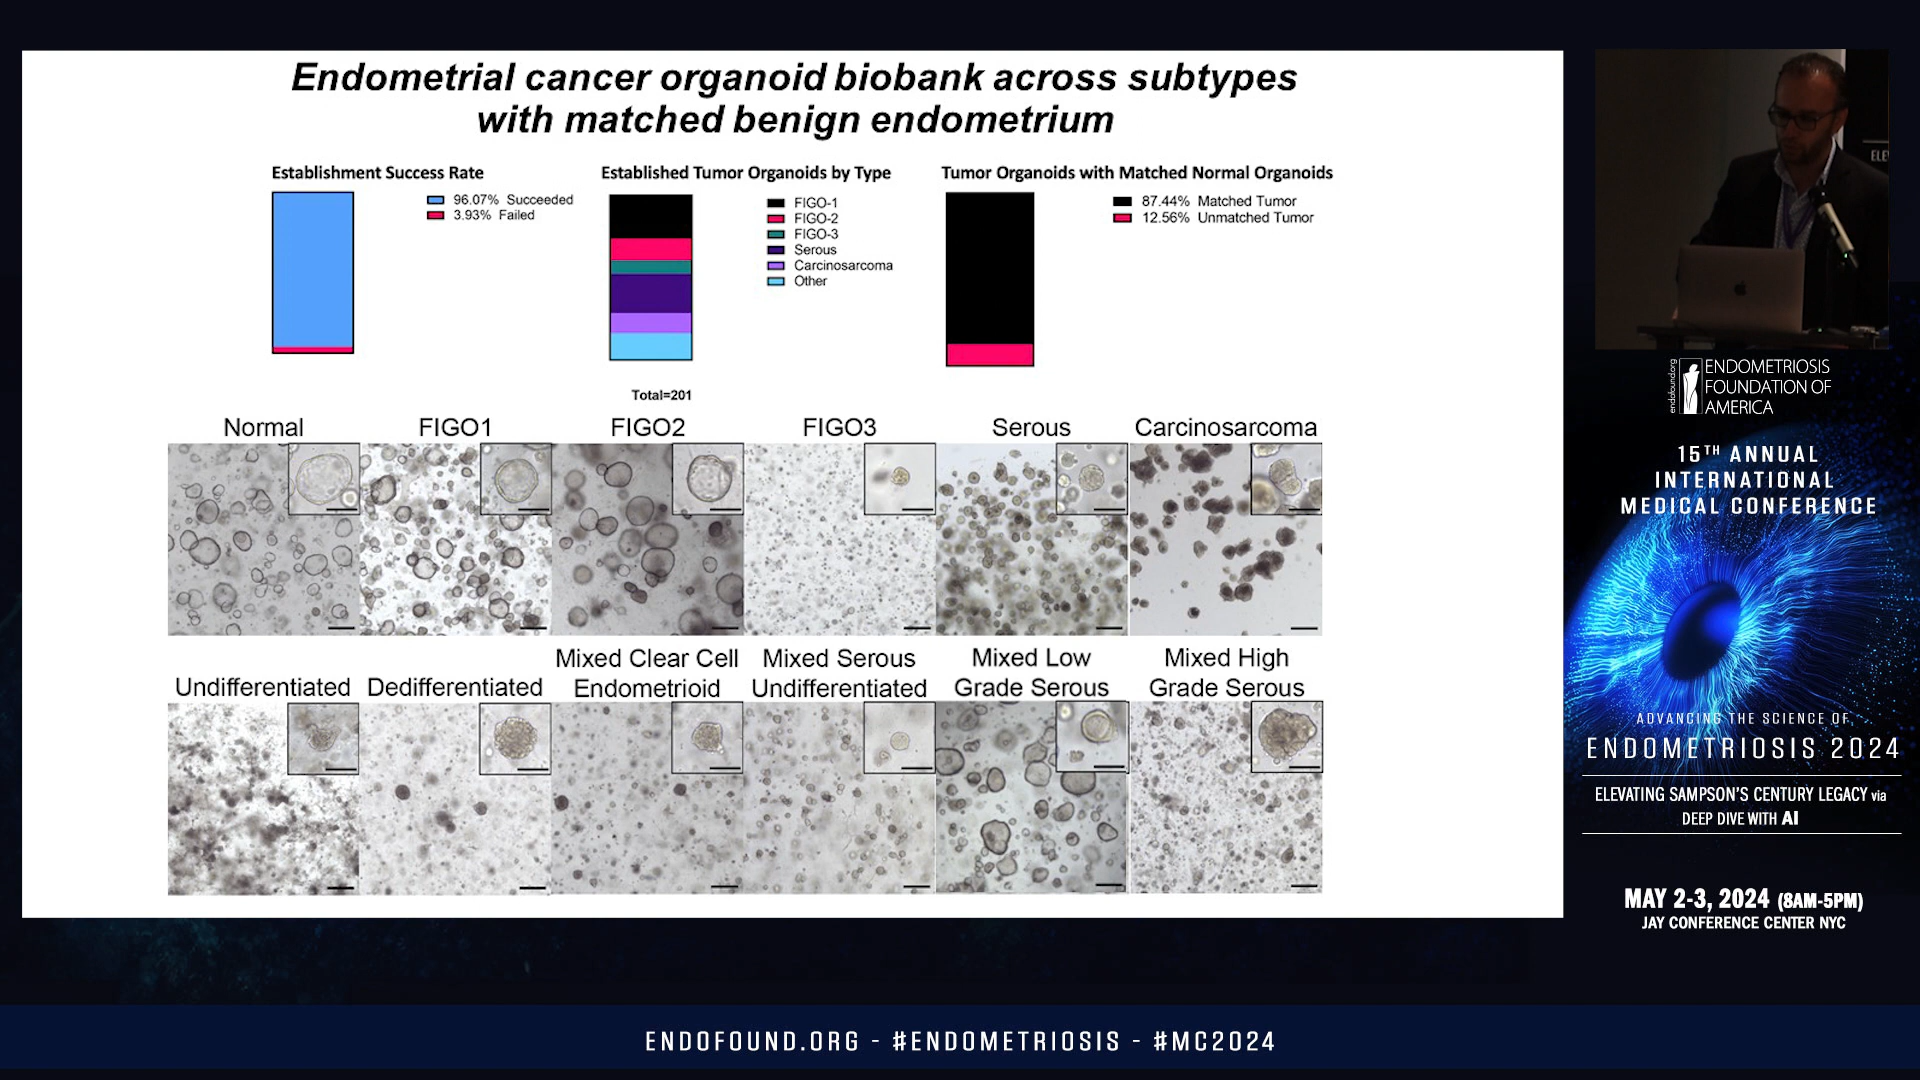 Endometrial cancer organoid biobank across subtypes
with matched benign endometrium
Establishment Success Rate
96.07% Succeeded
3.93% Failed
Established Tumor Organoids by Type
FIGO-1
FIGO-2
FIGO-3
Serous
Carcinosarcoma
Other
Total=201
Tumor Organoids with Matched Normal Organoids
87.44% Matched Tumor
12.56% Unmatched Tumor
Normal
FIGO1
FIGO2
FIGO3
Serous
Carcinosarcoma
Undifferentiated
Dedifferentiated
Mixed Clear Cell
Endometrioid
Mixed Serous
Undifferentiated
Mixed Low
Grade Serous
Mixed High
Grade Serous
ELE
endofound.org
ENDOMETRIOSIS
FOUNDATION OF
AMERICA
15TH ANNUAL
INTERNATIONAL
MEDICAL CONFERENCE
ADVANCING THE SCIENCE OF
ENDOMETRIOSIS 2024
ELEVATING SAMPSON'S CENTURY LEGACY via
DEEP DIVE WITH AI
MAY 2-3, 2024 (8AM-5PM)
JAY CONFERENCE CENTER NYC
ENDOFOUND.ORG - #ENDOMETRIOSIS - #MC2024